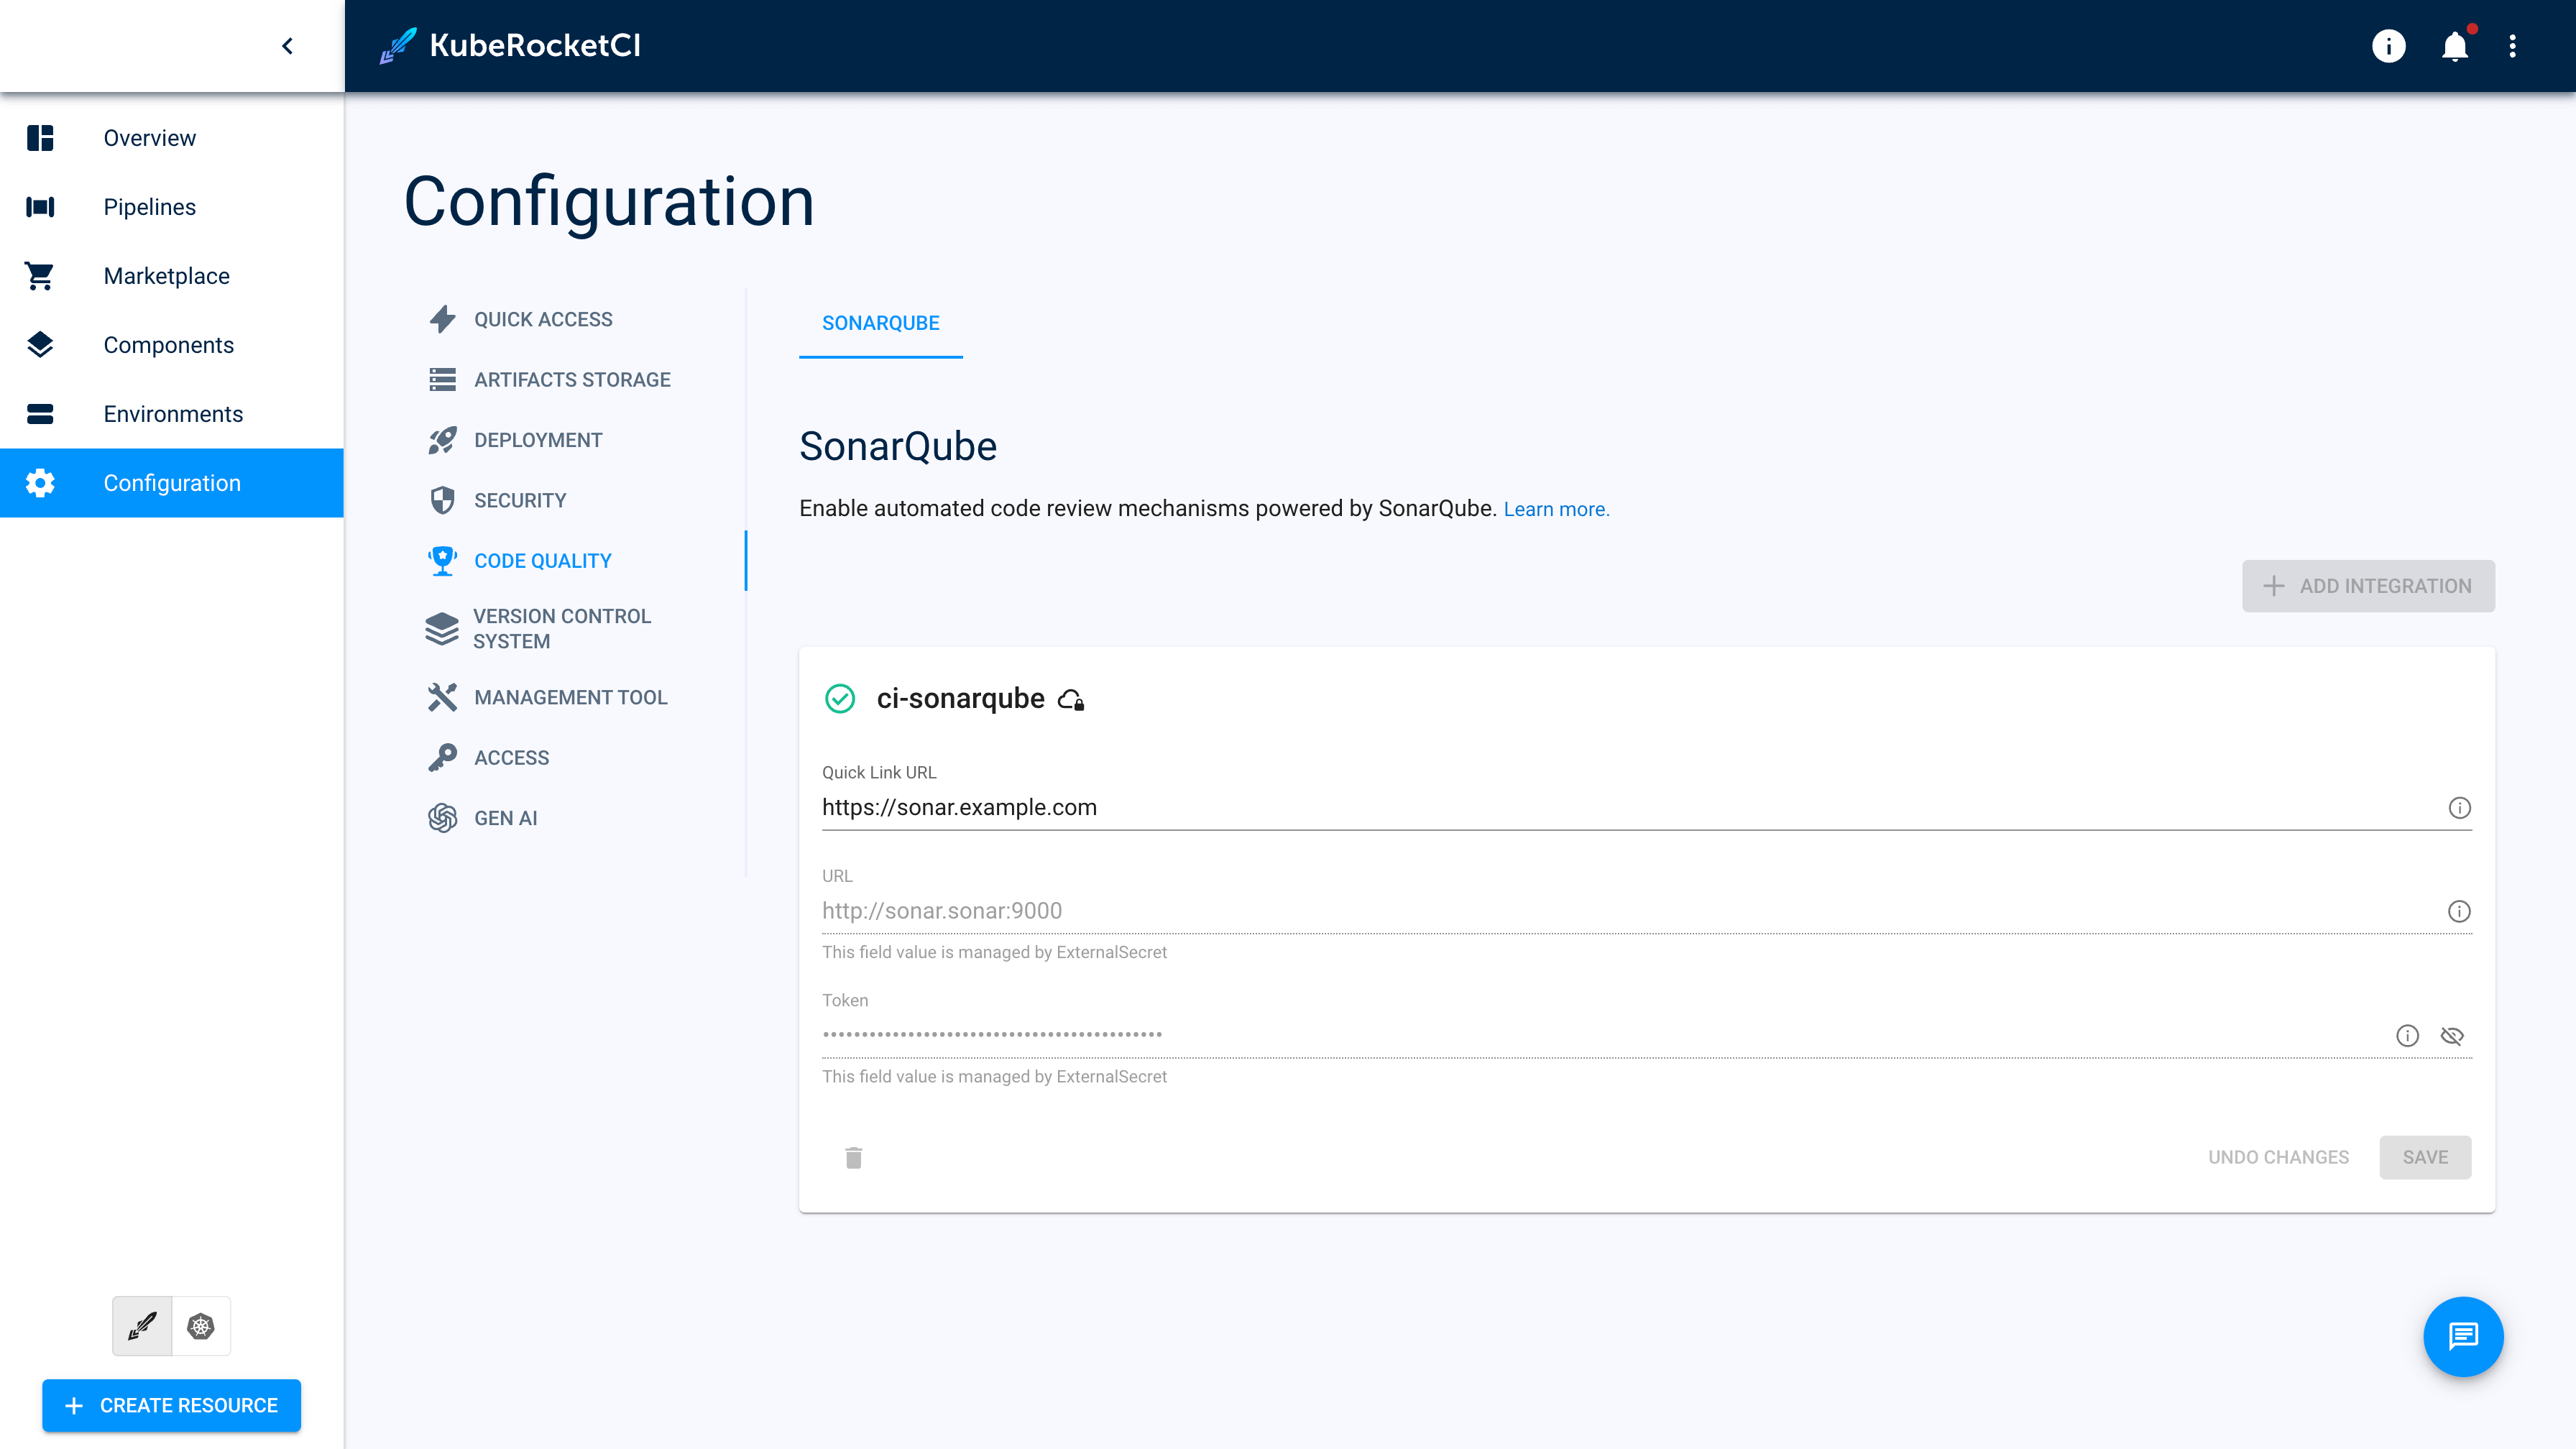 KubeRocketCI
Overview
Pipelines
Marketplace
Components
Environments
Configuration
CREATE RESOURCE
Configuration
QUICK ACCESS
ARTIFACTS STORAGE
DEPLOYMENT
SECURITY
CODE QUALITY
VERSION CONTROL
SYSTEM
MANAGEMENT TOOL
ACCESS
GEN AI
SONARQUBE
SonarQube
Enable automated code review mechanisms powered by SonarQube. Learn more.
ADD INTEGRATION
ci-sonarqube
Quick Link URL
https://sonar.example.com
URL
http://sonar.sonar:9000
This field value is managed by ExternalSecret
Token
••••••••••••••••••••••••••••••••••••••••••••
This field value is managed by ExternalSecret
UNDO CHANGES
SAVE